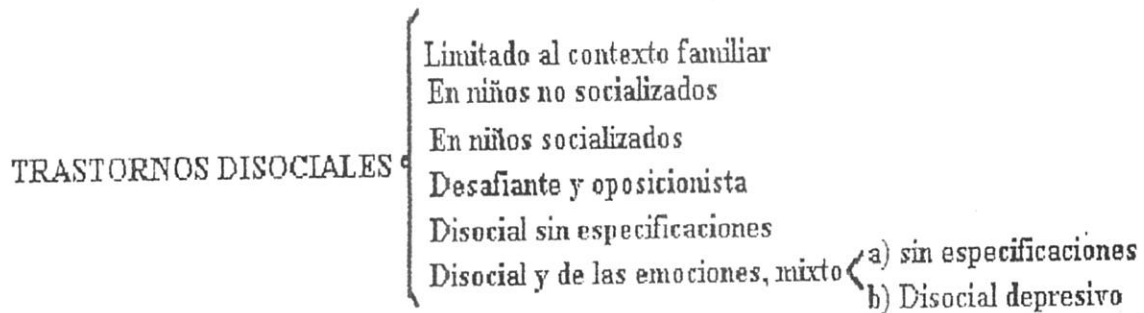 Limitado al contexto familiar
En niños no socializados
En niños socializados
TRASTORNOS DISOCIALES
Desafiante y oposicionista
Disocial sin especificaciones
Disocial y de las emociones, mixto
a) sin especificaciones
b) Disocial depresivo